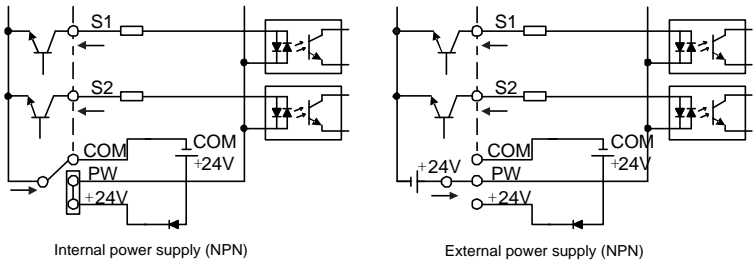 S1
S2
COM
COM
+24V
PW
+24V
Internal power supply (NPN)
S1
S2
COM
COM
+24V
+24V
PW
+24V
External power supply (NPN)